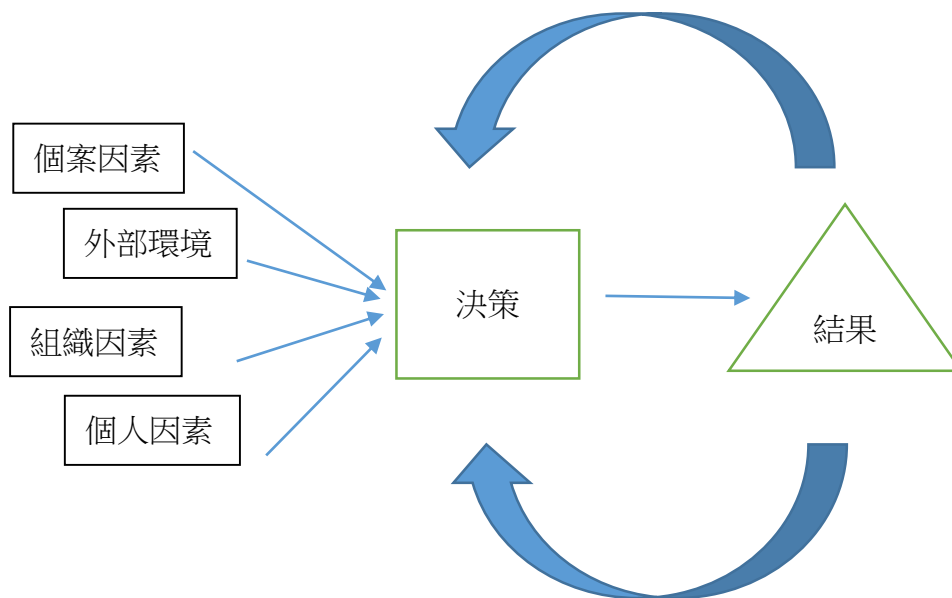 個案因素
外部環境
組織因素
個人因素
決策
結果